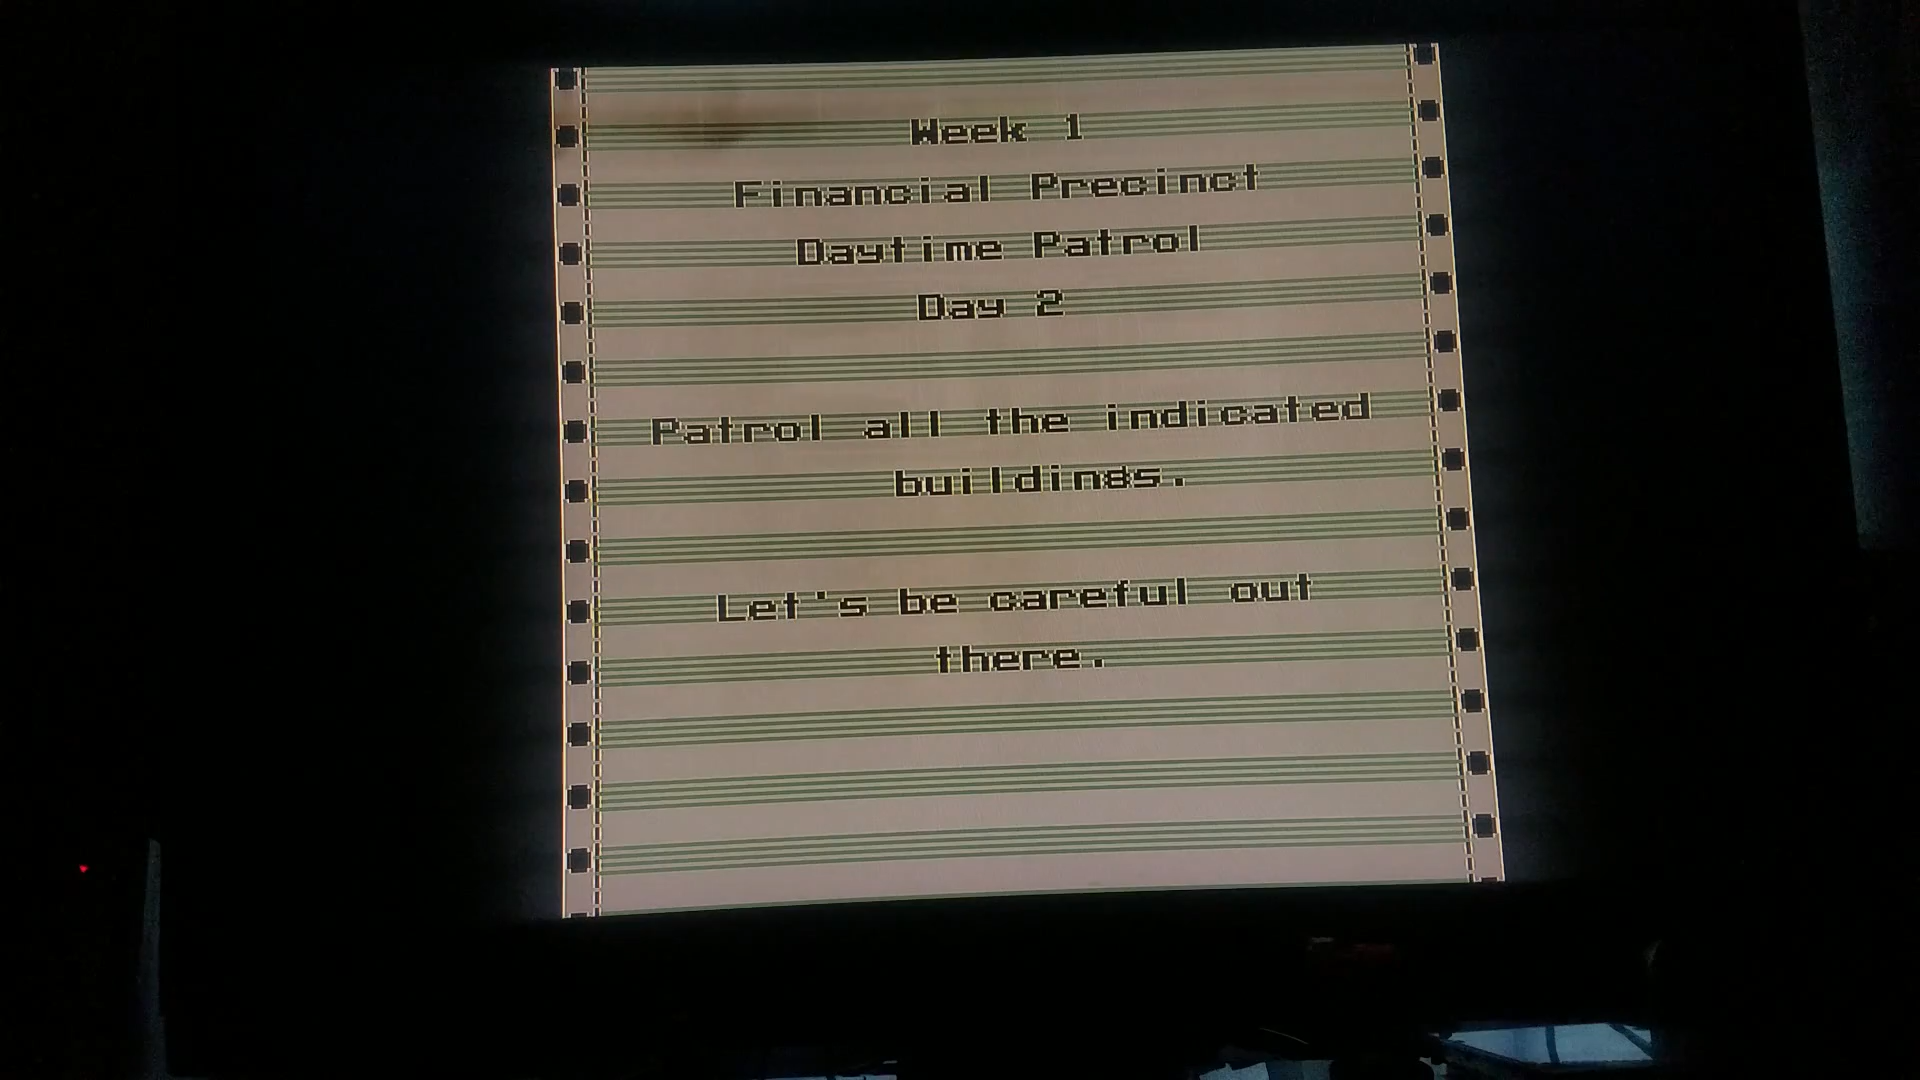 Week 1
Financial Precinct
Daytime Patrol
Day 2
Patrol all the indicated
buildings.
Let's be careful out
there.